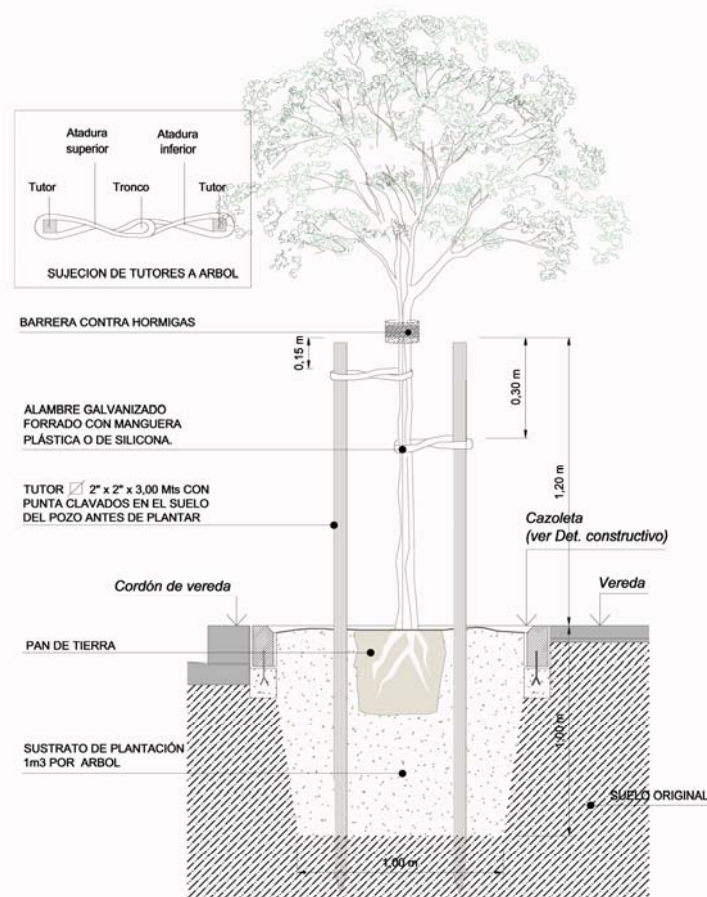 Atadura
superior
Atadura
inferior
Tutor
Tronco
Tutor
SUJECION DE TUTORES A ARBOL
BARRERA CONTRA HORMIGAS
0,15 m
0,30 m
1,20 m
ALAMBRE GALVANIZADO
FORRADO CON MANGUERA
PLÁSTICA O DE SILICONA.
TUTOR 2" x 2" x 3,00 Mts CON
PUNTA CLAVADOS EN EL SUELO
DEL POZO ANTES DE PLANTAR
Cazoleta
(ver Det. constructivo)
Cordón de vereda
Vereda
PAN DE TIERRA
1,00 m
SUSTRATO DE PLANTACIÓN
1m3 POR ARBOL
SUELO ORIGINAL
1,00 m